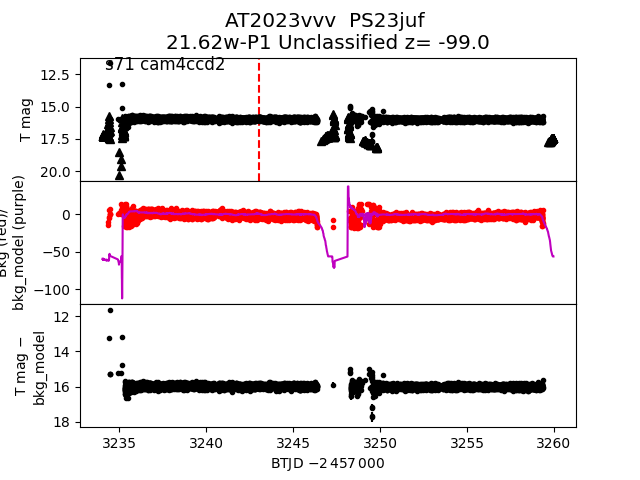 AT2023vvv PS23juf
21.62w-P1 Unclassified z= -99.0
s71 cam4ccd2
12.5
15.0
17.5
20.0
T mag
0
−50
−100
Bkg (red)/
bkg_model (purple)
12
14
16
18
T mag −
bkg_model
3235 3240 3245 3250 3255 3260
BTJD −2 457 000